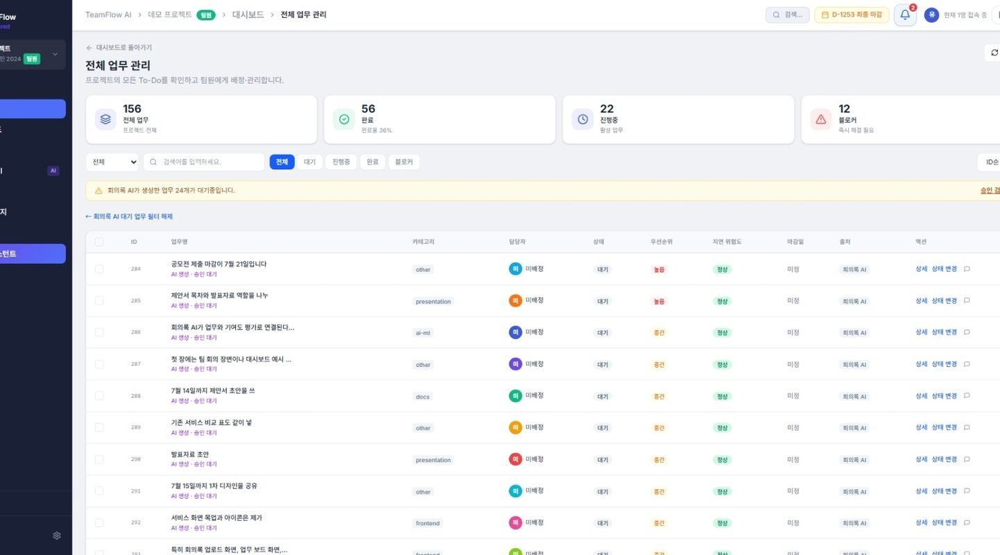 Flow
TeamFlow AI > 데모 프로젝트 팀원 > 대시보드 > 전체 업무 관리
검색...
D-1253 최종 마감
2
유
현재 1명 접속 중
2024 팀원
AI
← 대시보드로 돌아가기
전체 업무 관리
프로젝트의 모든 To-Do를 확인하고 팀원에게 배정·관리합니다.
156
전체 업무
프로젝트 전체
56
완료
완료율 36%
22
진행중
활성 업무
12
블로커
즉시 해결 필요
전체
검색어를 입력하세요.
전체 대기 진행중 완료 블로커
ID순
회의록 AI가 생성한 업무 24개가 대기중입니다.
승인
← 회의록 AI 대기 업무 필터 해제
ID 업무명 카테고리 담당자 상태 우선순위 지연 위험도 마감일 출처 액션
284 공모전 제출 마감이 7월 21일입니다 other 미 미배정 대기 높음 정상 미정 회의록 AI 상세 상태 변경
AI 생성 · 승인 대기
285 제안서 목차와 발표자료 역할을 나누 presentation 미 미배정 대기 높음 정상 미정 회의록 AI 상세 상태 변경
AI 생성 · 승인 대기
286 회의록 AI가 업무와 기여도 평가로 연결된다... ai-ml 미 미배정 대기 중간 정상 미정 회의록 AI 상세 상태 변경
AI 생성 · 승인 대기
287 첫 장에는 팀 회의 장면이나 대시보드 예시 ... other 미 미배정 대기 중간 정상 미정 회의록 AI 상세 상태 변경
AI 생성 · 승인 대기
288 7월 14일까지 제안서 초안을 쓰 docs 미 미배정 대기 중간 정상 미정 회의록 AI 상세 상태 변경
AI 생성 · 승인 대기
289 기존 서비스 비교 표도 같이 넣 other 미 미배정 대기 중간 정상 미정 회의록 AI 상세 상태 변경
AI 생성 · 승인 대기
290 발표자료 초안 presentation 미 미배정 대기 중간 정상 미정 회의록 AI 상세 상태 변경
AI 생성 · 승인 대기
291 7월 15일까지 1차 디자인을 공유 other 미 미배정 대기 중간 정상 미정 회의록 AI 상세 상태 변경
AI 생성 · 승인 대기
292 서비스 화면 목업과 아이콘은 제가 frontend 미 미배정 대기 중간 정상 미정 회의록 AI 상세 상태 변경
AI 생성 · 승인 대기
293 특히 회의록 업로드 화면, 업무 보드 화면,... frontend 미 미배정 대기 중간 정상 미정 회의록 AI 상세 상태 변경